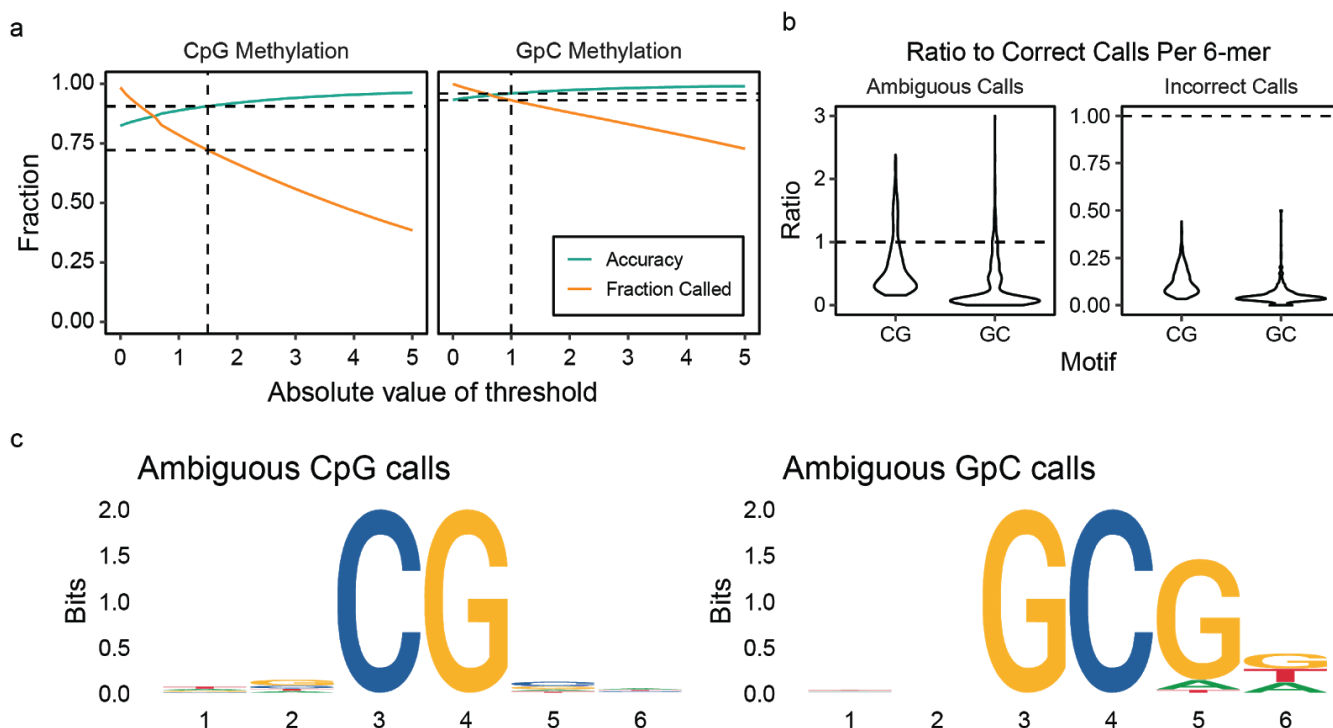 a
CpG Methylation
GpC Methylation
1.00
0.75
0.50
0.25
0.00
Fraction
Accuracy
Fraction Called
0 1 2 3 4 5
0 1 2 3 4 5
Absolute value of threshold
b
Ratio to Correct Calls Per 6-mer
Ambiguous Calls
Incorrect Calls
3
2
1
0
Ratio
1.00
0.75
0.50
0.25
0.00
CG GC
CG GC
Motif
c
Ambiguous CpG calls
2.0
1.5
1.0
0.5
0.0
Bits
CG
1 2 3 4 5 6
Ambiguous GpC calls
2.0
1.5
1.0
0.5
0.0
Bits
GCG
G
T
A
A
1 2 3 4 5 6